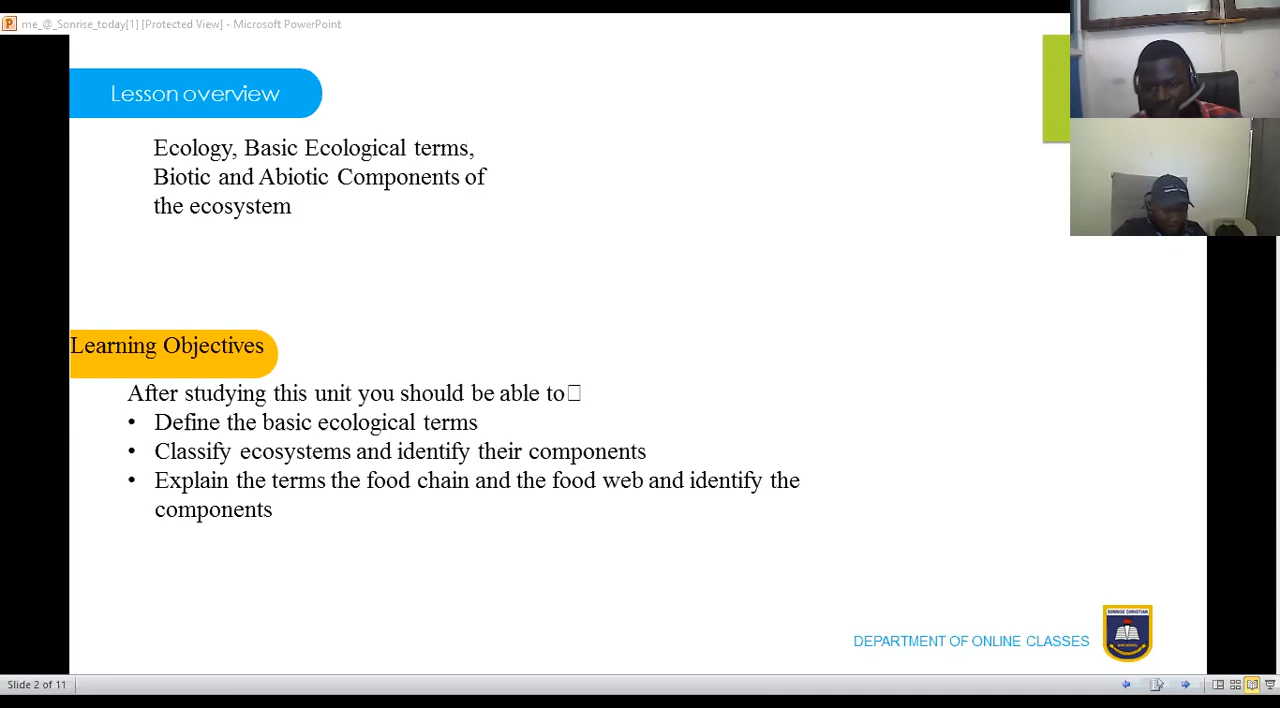 me_@_Sonrise_today[1] [Protected View] - Microsoft PowerPoint
Lesson overview
Ecology, Basic Ecological terms,
Biotic and Abiotic Components of
the ecosystem
Learning Objectives
After studying this unit you should be able to
• Define the basic ecological terms
• Classify ecosystems and identify their components
• Explain the terms the food chain and the food web and identify the
components
DEPARTMENT OF ONLINE CLASSES
SONRISE CHRISTIAN
Slide 2 of 11